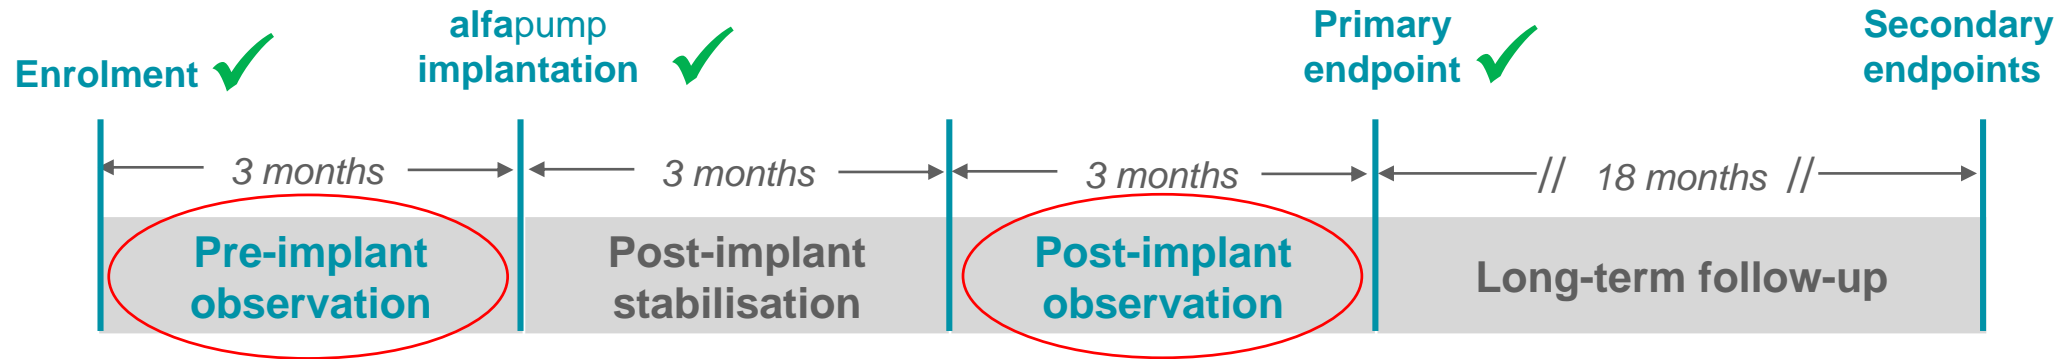 Enrolment
alfapump
implantation
Primary
endpoint
Secondary
endpoints
3 months
3 months
3 months
// 18 months //
Pre-implant
observation
Post-implant
stabilisation
Post-implant
observation
Long-term follow-up